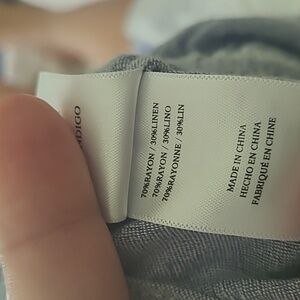 70%RAYON / 30%LINEN
70%RAYON / 30%LINO
70%RAYONNE / 30%LIN
MADE IN CHINA
HECHO EN CHINA
FABRIQUÉ EN CHINE